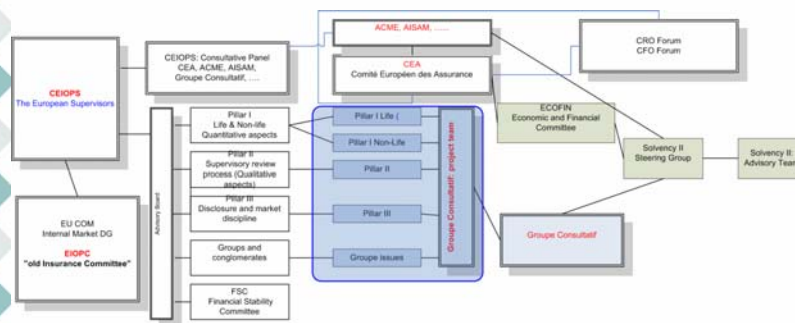 ACME, AISAM, ......
CRO Forum
CFO Forum
CEIOPS
The European Supervisors
CEIOPS: Consultative Panel
CEA, ACME, AISAM,
Groupe Consultatif, ....
CEA
Comité Européen des Assurance
Advisory Board
Pillar I
Life & Non-life
Quantitative aspects
Pillar I Life (
Pillar I Non-Life
Groupe Consultatif: project team
ECOFIN
Economic and Financial
Committee
Solvency II
Steering Group
Solvency II:
Advisory Team
Pillar II
Supervisory review
process (Qualitative
aspects)
Pillar II
Pillar III
Disclosure and market
discipline
Pillar III
EU COM
Internal Market DG
EIOPC
"old Insurance Committee"
Groupe Consultatif
Groups and
conglomerates
Groupe issues
FSC
Financial Stability
Committee